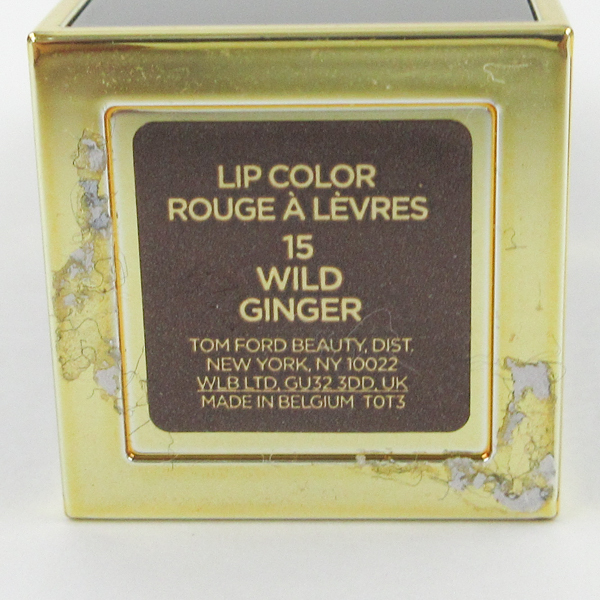 LIP COLOR
ROUGE À LÈVRES
15
WILD
GINGER
TOM FORD BEAUTY, DIST.
NEW YORK, NY 10022
WLB LTD. GU32 3DD. UK
MADE IN BELGIUM T0T3